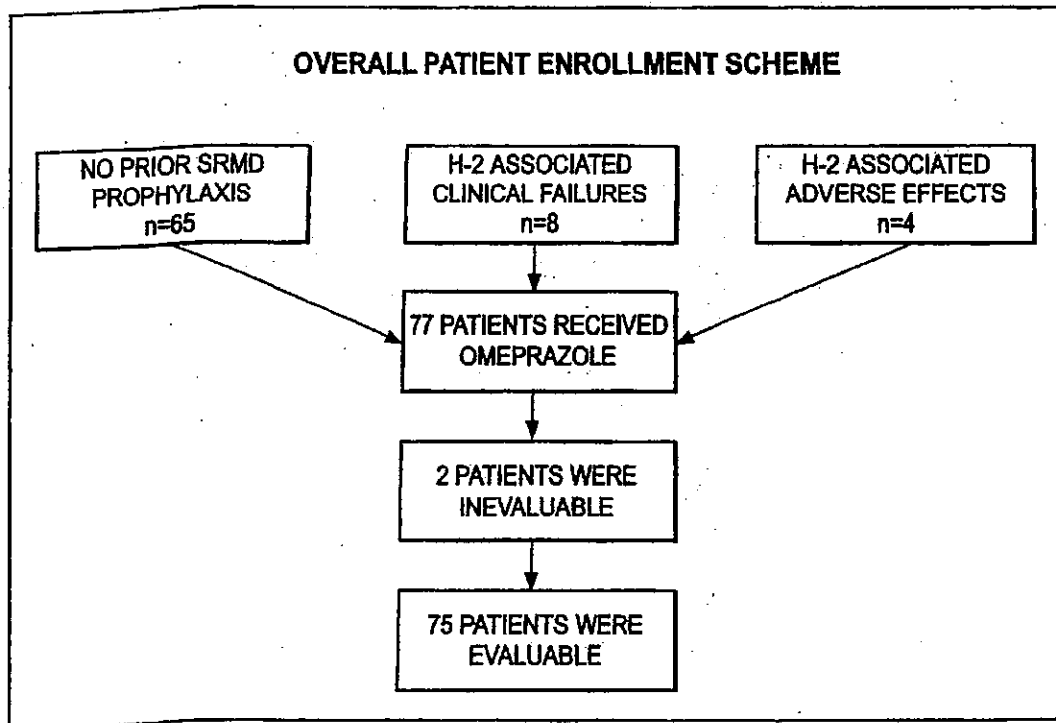 OVERALL PATIENT ENROLLMENT SCHEME
NO PRIOR SRMD
PROPHYLAXIS
n=65
H-2 ASSOCIATED
CLINICAL FAILURES
n=8
H-2 ASSOCIATED
ADVERSE EFFECTS
n=4
77 PATIENTS RECEIVED
OMEPRAZOLE
2 PATIENTS WERE
INEVALUABLE
75 PATIENTS WERE
EVALUABLE